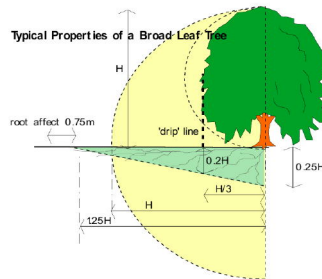 Typical Properties of a Broad Leaf Tree
H
root affect 0.75m
'drip' line
0.2H
0.25H
H/3
H
1.25H